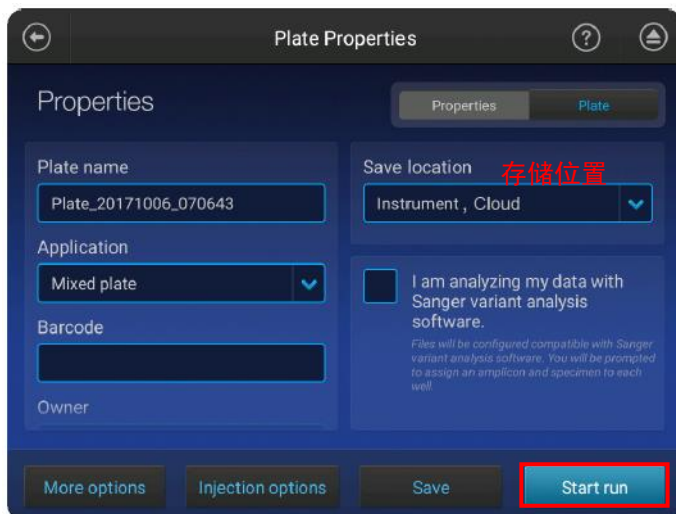 Plate Properties
?
Properties
Properties
Plate
Plate name
Plate_20171006_070643
Application
Mixed plate
Barcode
Owner
Save location
存储位置
Instrument , Cloud
I am analyzing my data with
Sanger variant analysis
software.
Files will be configured compatible with Sanger
variant analysis software. You will be prompted
to assign an amplicon and specimen to each
well.
More options
Injection options
Save
Start run